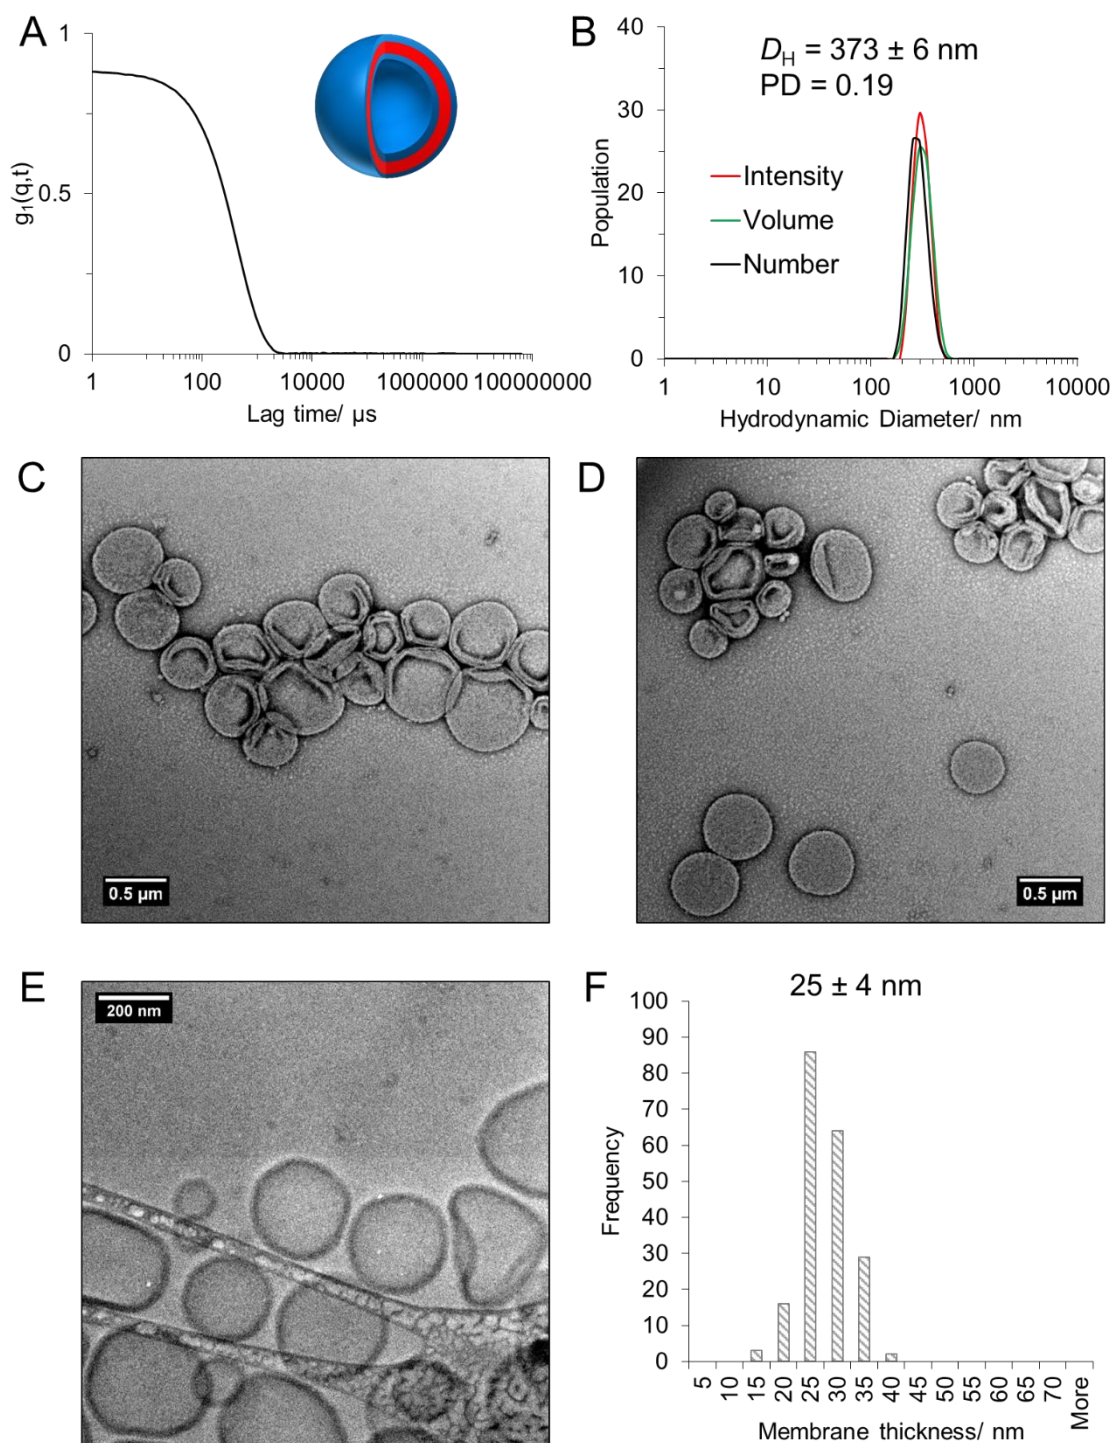 A
1
0.5
0
g₁(q,t)
1 100 10000 1000000 100000000
Lag time/ µs
B
D_H = 373 ± 6 nm
PD = 0.19
40
30
20
10
0
Population
Intensity
Volume
Number
1 10 100 1000 10000
Hydrodynamic Diameter/ nm
C
0.5 µm
D
0.5 µm
E
200 nm
F
25 ± 4 nm
100
90
80
70
60
50
40
30
20
10
0
Frequency
5 10 15 20 25 30 35 40 45 50 55 60 65 70 More
Membrane thickness/ nm